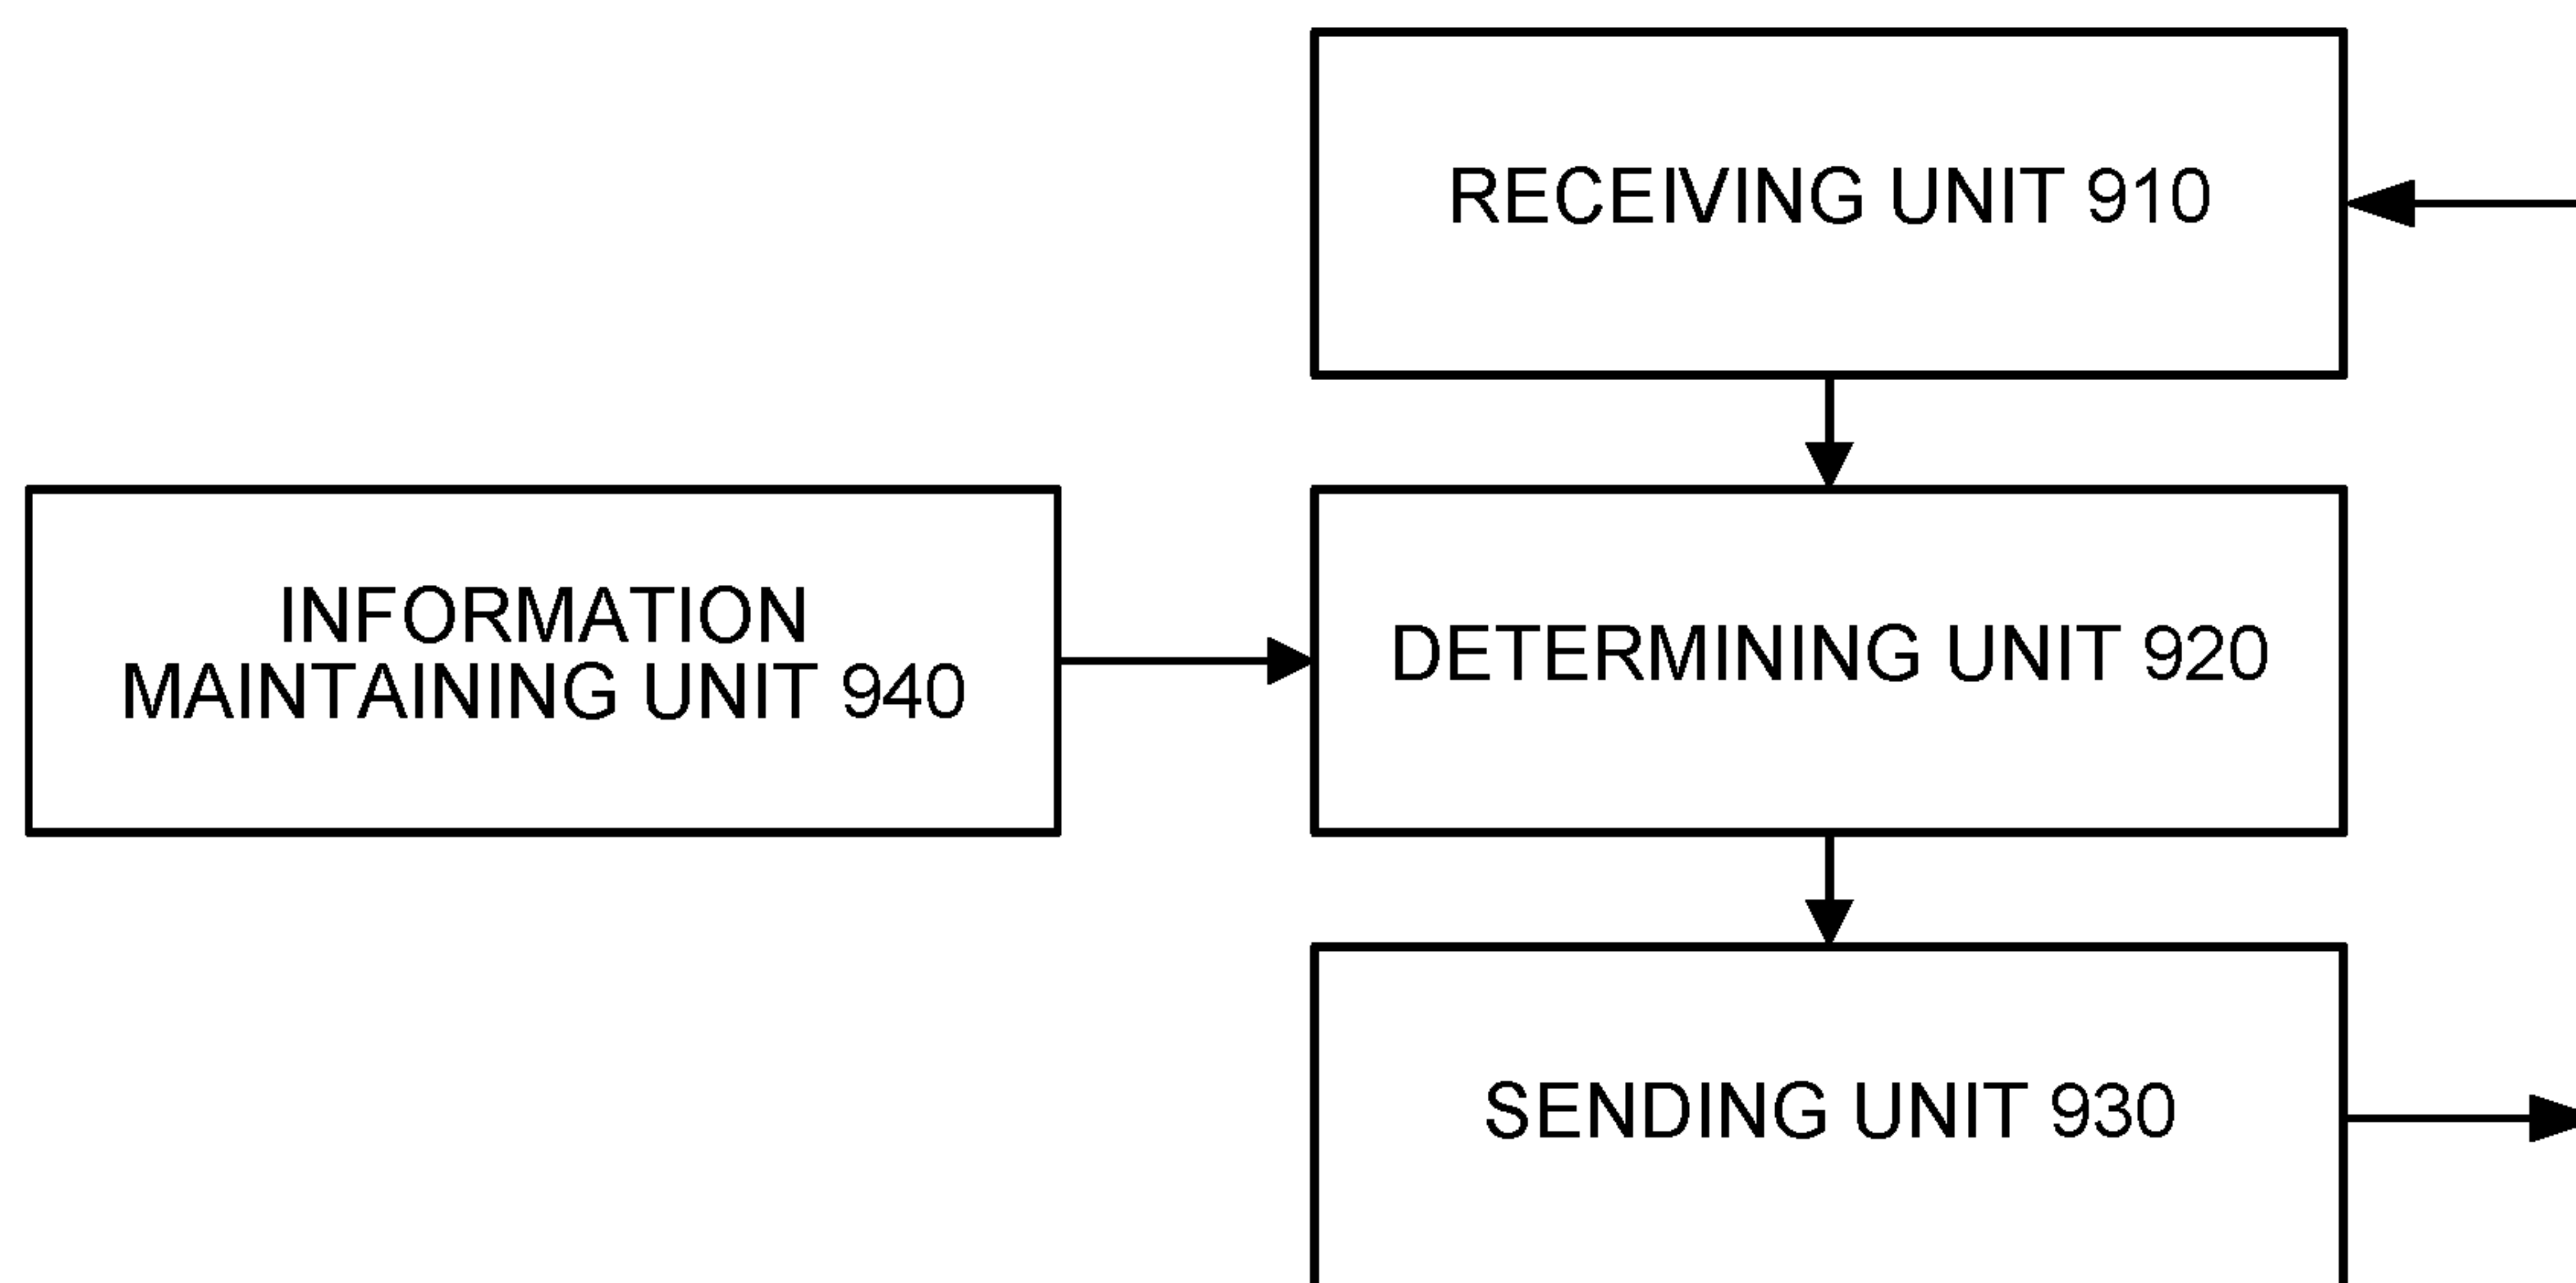 RECEIVING UNIT 910
INFORMATION
MAINTAINING UNIT 940
DETERMINING UNIT 920
SENDING UNIT 930